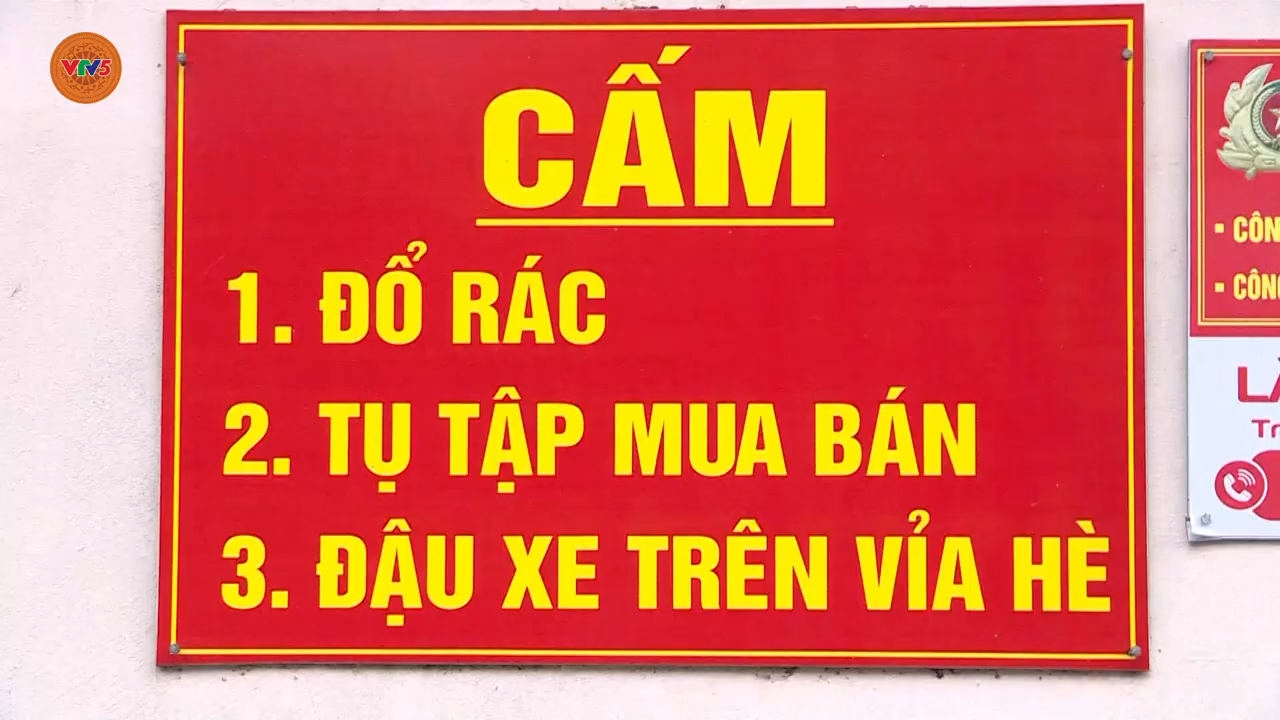 VTV5
CẤM
1. ĐỔ RÁC
2. TỤ TẬP MUA BÁN
3. ĐẬU XE TRÊN VỈA HÈ